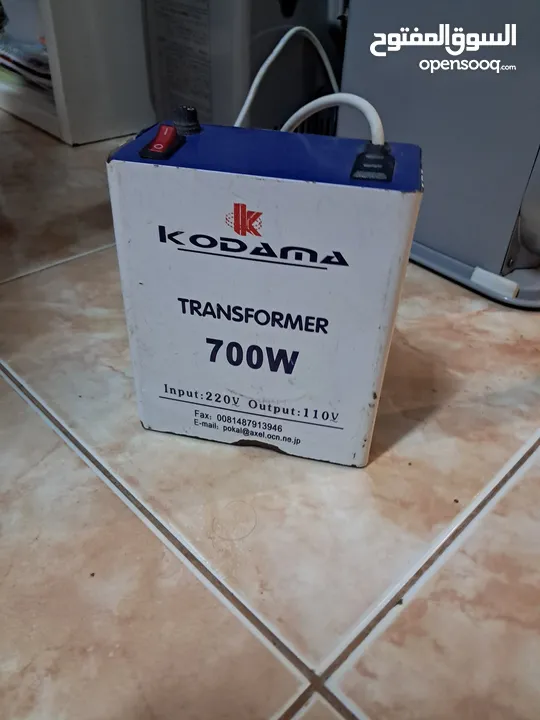 السوق المفتوح
opensooq.com
KODAMA
TRANSFORMER
700W
Input:220V Output:110V
Fax: 0081487913946
E-mail: pokal@axel.ocn.ne.jp